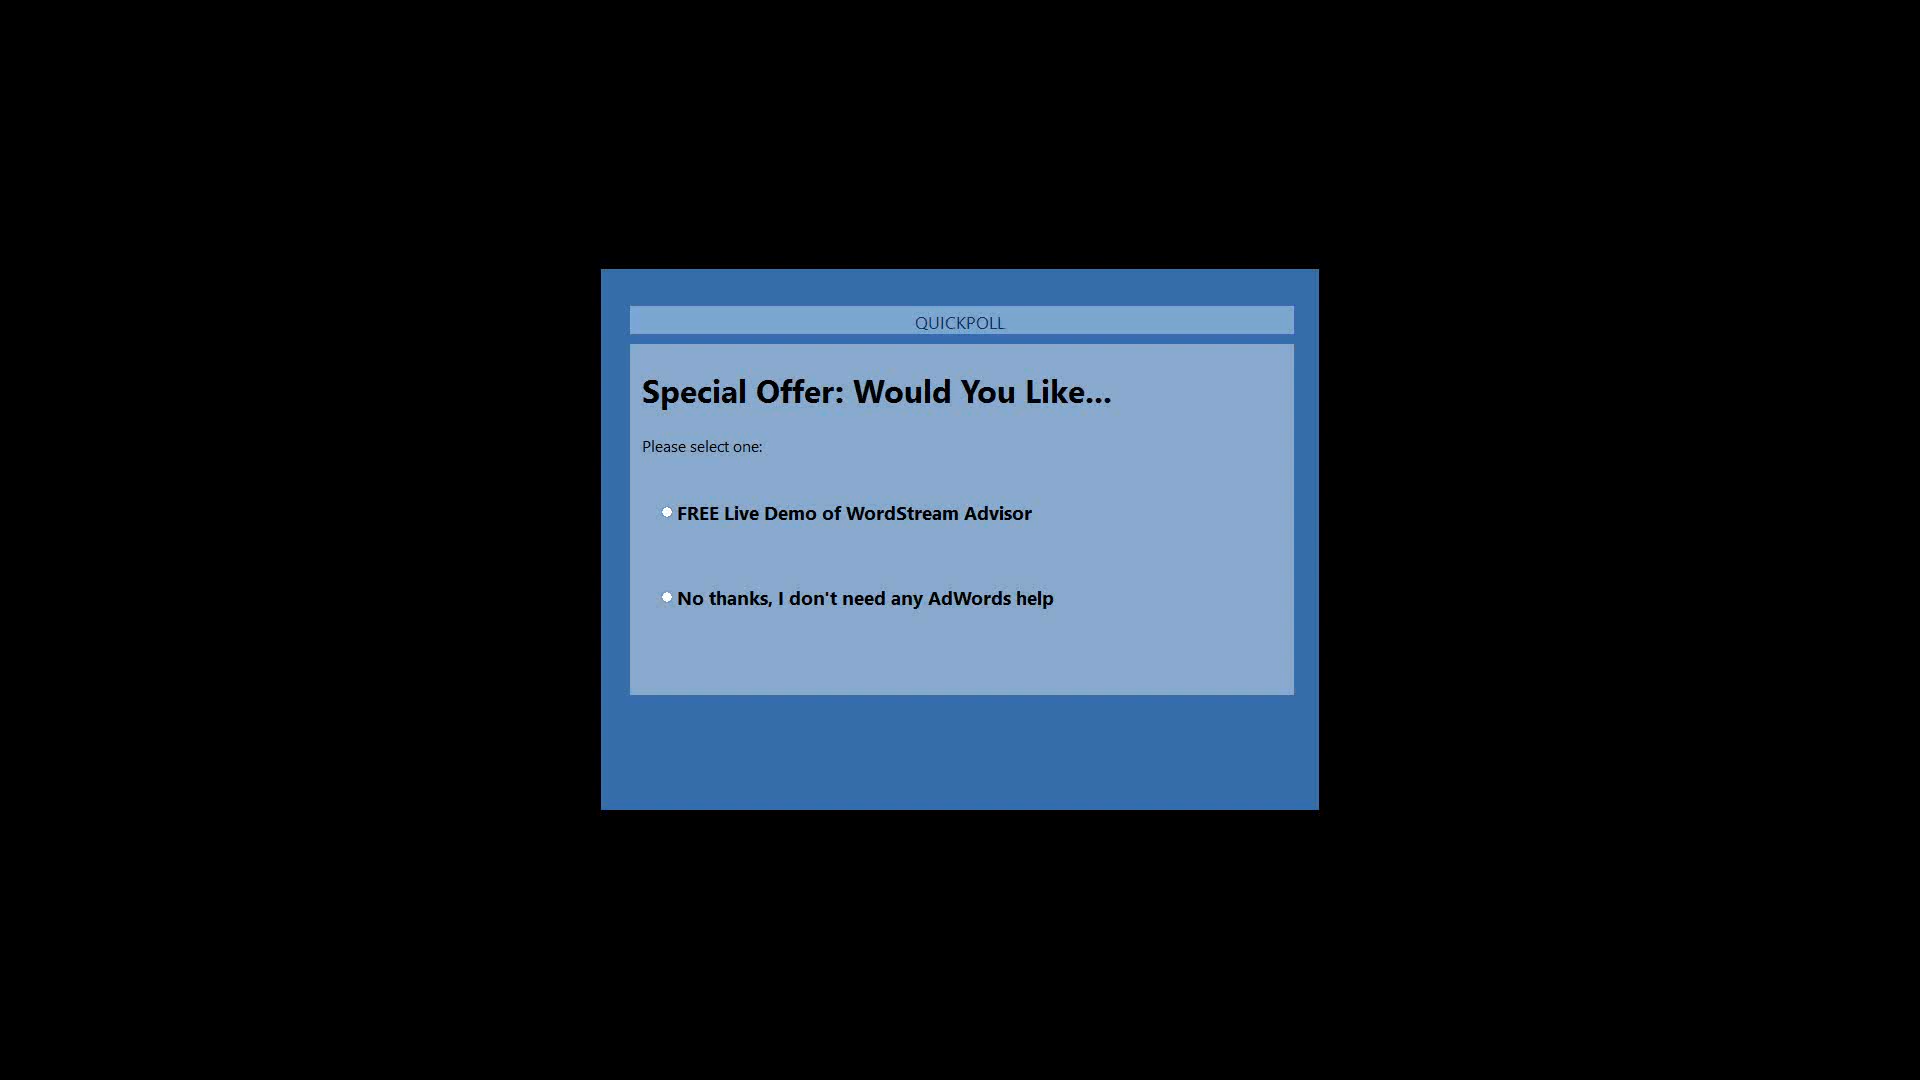 QUICKPOLL
Special Offer: Would You Like...
Please select one:
FREE Live Demo of WordStream Advisor
No thanks, I don't need any AdWords help